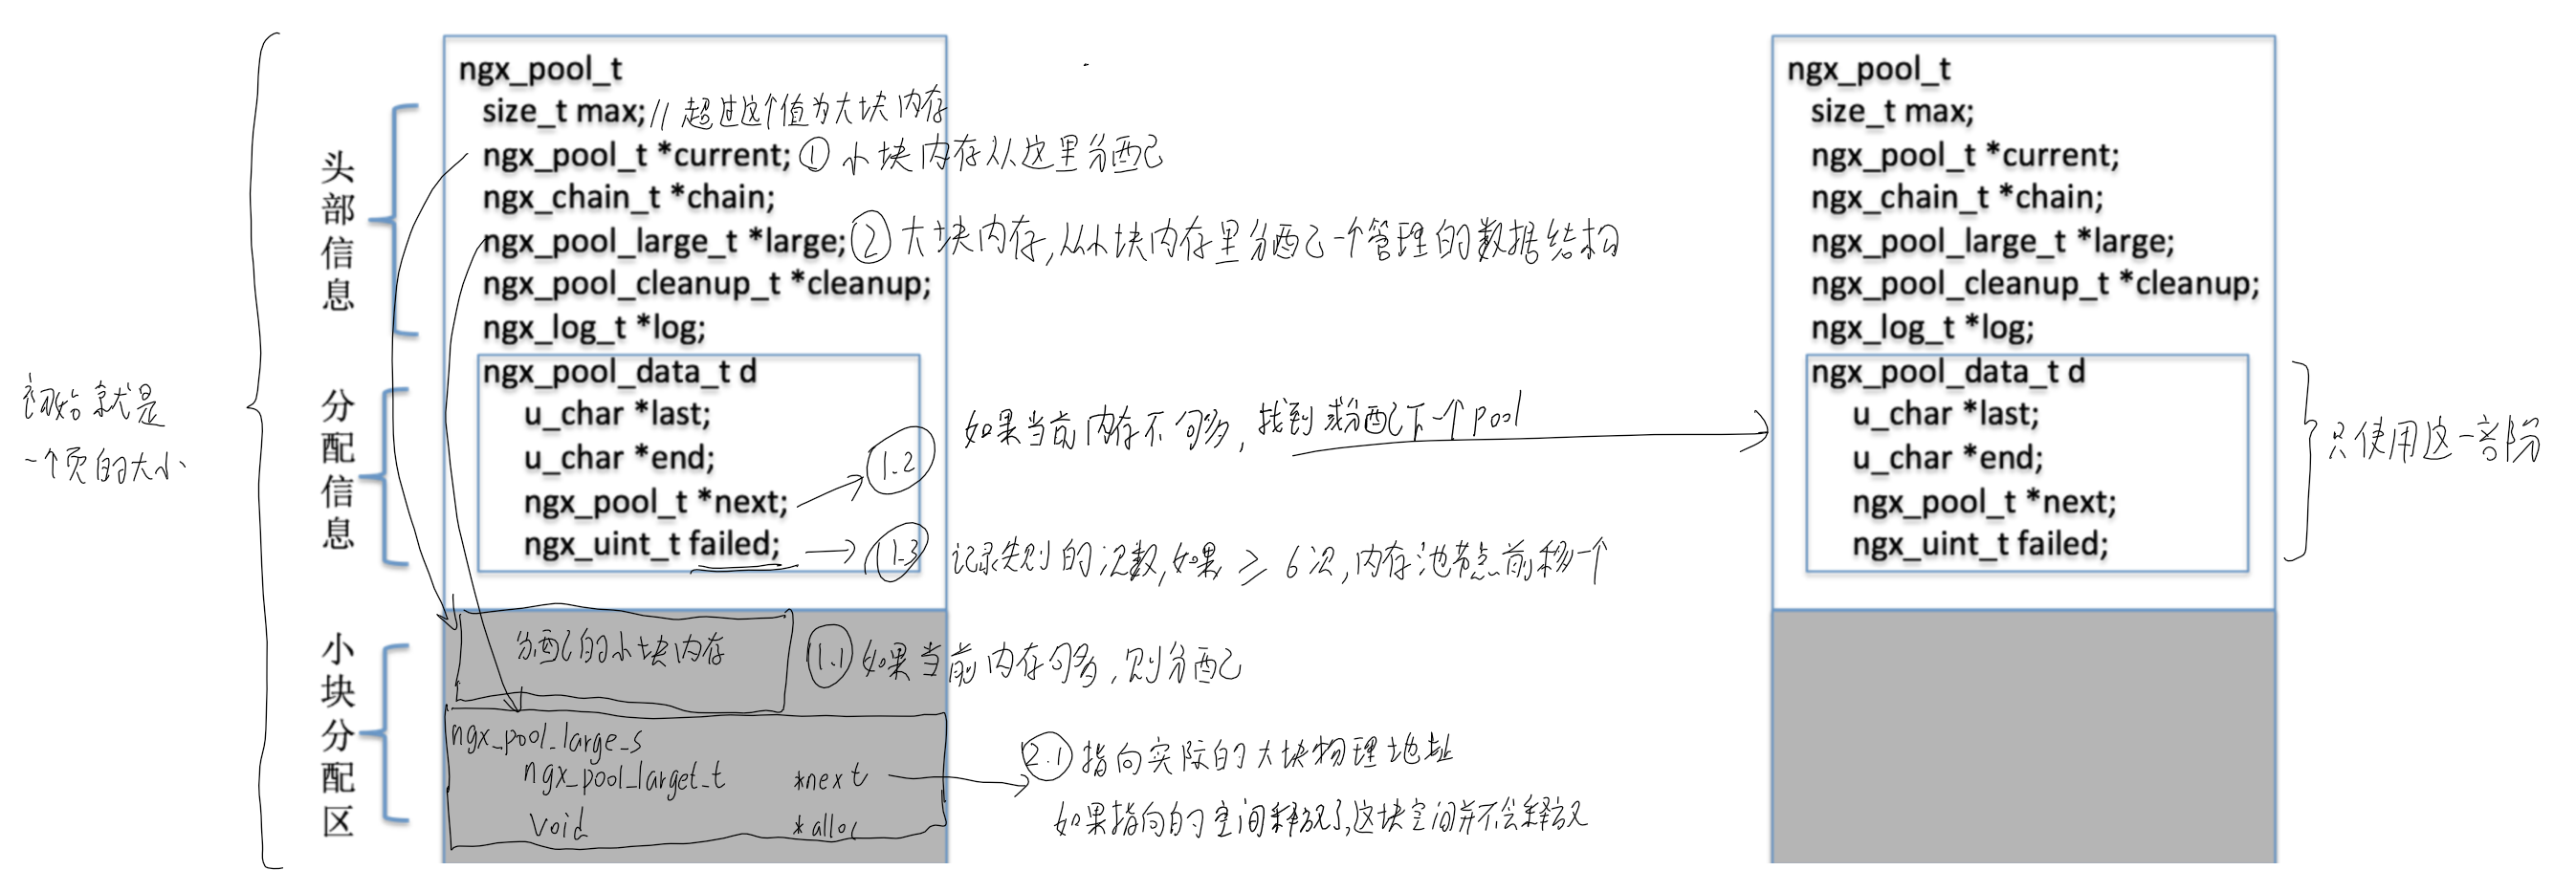 初始就是
一个页的大小
头部信息
分配信息
小块分配区
ngx_pool_t
size_t max; // 超过这个值为大块内存
ngx_pool_t *current; ① 小块内存从这里分配
ngx_chain_t *chain;
ngx_pool_large_t *large; ② 大块内存,从小块内存里分配一个管理的数据结构
ngx_pool_cleanup_t *cleanup;
ngx_log_t *log;
ngx_pool_data_t d
u_char *last;
u_char *end;
ngx_pool_t *next;
ngx_uint_t failed;
1.2 如果当前内存不够多,找到或分配下一个pool
1.3 记录失败的次数,如果 ≥ 6次,内存池节点前移一个
分配的小块内存
1.1 如果当前内存够多,则分配
ngx_pool_large_s
ngx_pool_larget_t *next
void *alloc
2.1 指向实际的大块物理地址
如果指向的空间释放了,这块空间并不会释放
ngx_pool_t
size_t max;
ngx_pool_t *current;
ngx_chain_t *chain;
ngx_pool_large_t *large;
ngx_pool_cleanup_t *cleanup;
ngx_log_t *log;
ngx_pool_data_t d
u_char *last;
u_char *end;
ngx_pool_t *next;
ngx_uint_t failed;
只使用这一部份